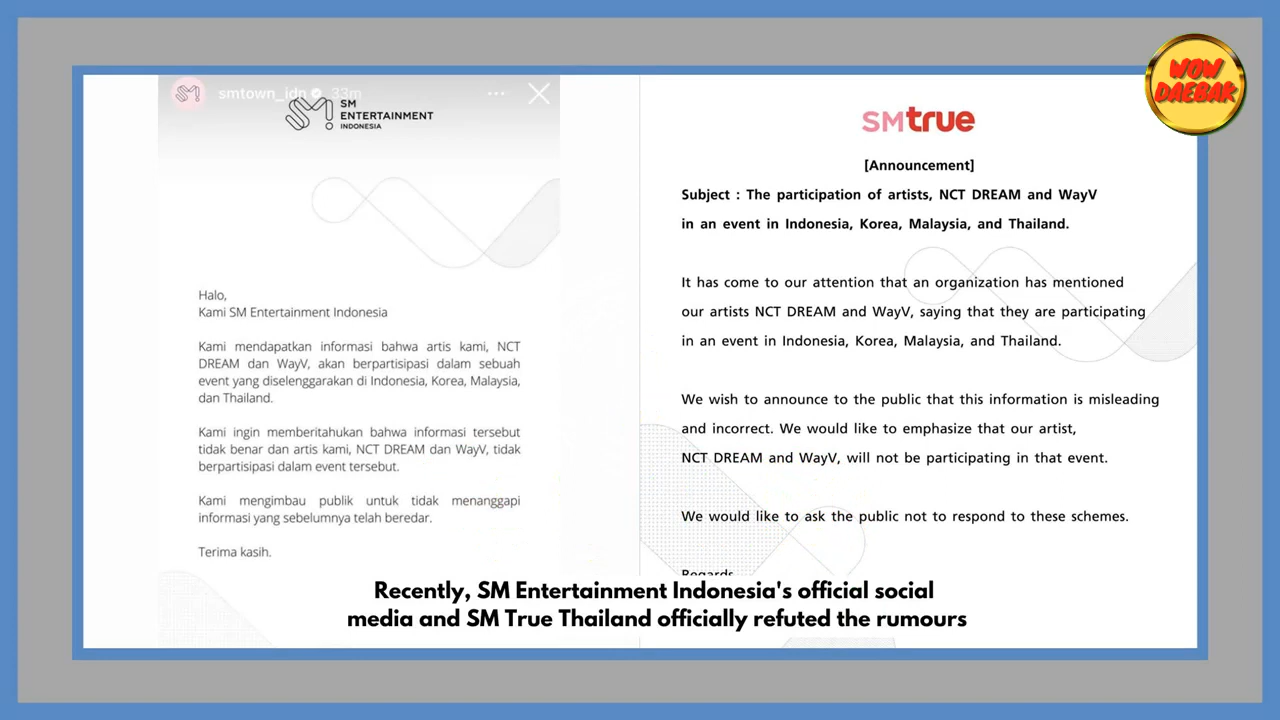 smtown_idn 33m
SM
ENTERTAINMENT
INDONESIA
Halo,
Kami SM Entertainment Indonesia
Kami mendapatkan informasi bahwa artis kami, NCT
DREAM dan WayV, akan berpartisipasi dalam sebuah
event yang diselenggarakan di Indonesia, Korea, Malaysia,
dan Thailand.
Kami ingin memberitahukan bahwa informasi tersebut
tidak benar dan artis kami, NCT DREAM dan WayV, tidak
berpartisipasi dalam event tersebut.
Kami mengimbau publik untuk tidak menanggapi
informasi yang sebelumnya telah beredar.
Terima kasih.
SMtrue
[Announcement]
Subject : The participation of artists, NCT DREAM and WayV
in an event in Indonesia, Korea, Malaysia, and Thailand.
It has come to our attention that an organization has mentioned
our artists NCT DREAM and WayV, saying that they are participating
in an event in Indonesia, Korea, Malaysia, and Thailand.
We wish to announce to the public that this information is misleading
and incorrect. We would like to emphasize that our artist,
NCT DREAM and WayV, will not be participating in that event.
We would like to ask the public not to respond to these schemes.
Regards
WOW
DAEBAK
Recently, SM Entertainment Indonesia's official social
media and SM True Thailand officially refuted the rumours